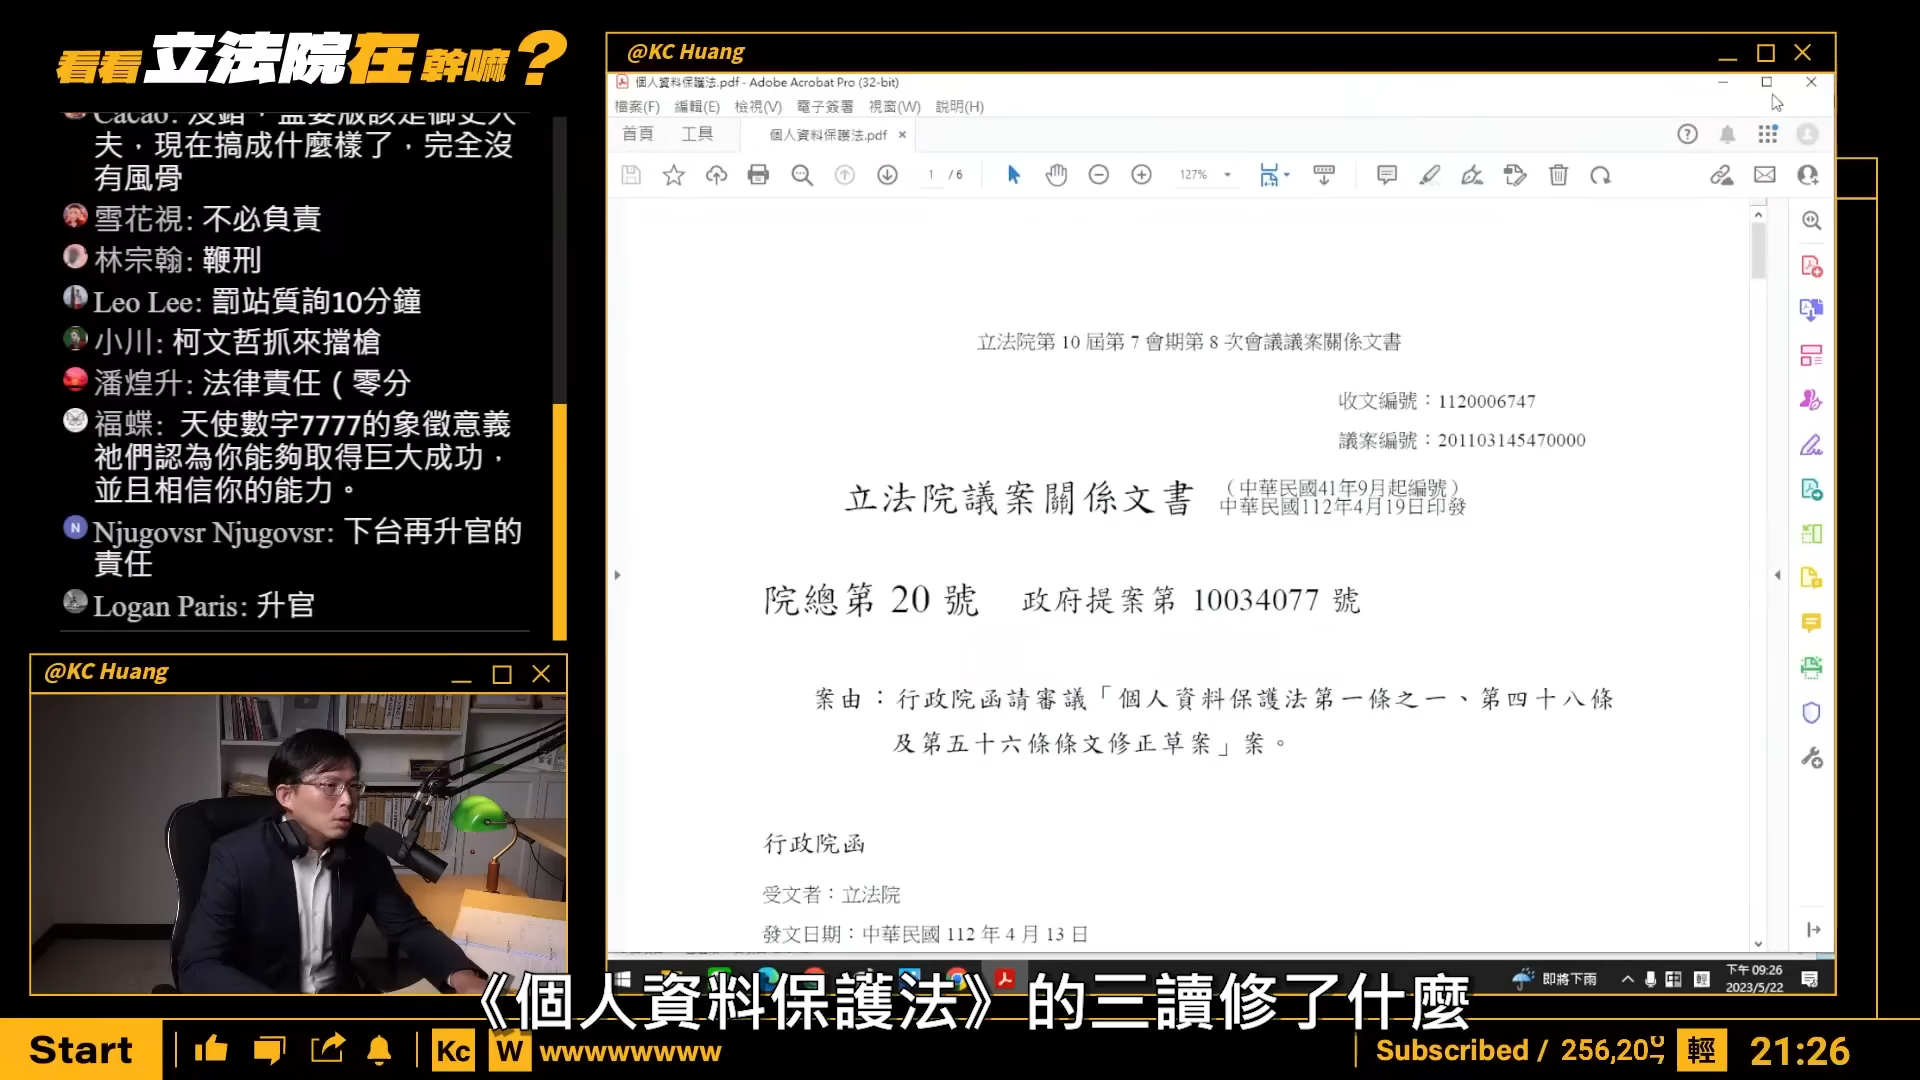 看看立法院在幹嘛?
夫，現在搞成什麼樣了，完全沒
有風骨
雪花視: 不必負責
林宗翰: 鞭刑
Leo Lee: 罰站質詢10分鐘
小川: 柯文哲抓來擋槍
潘煌升: 法律責任 ( 零分
福蝶: 天使數字7777的象徵意義
祂們認為你能夠取得巨大成功，
並且相信你的能力。
Njugovsr Njugovsr: 下台再升官的
責任
Logan Paris: 升官
@KC Huang
@KC Huang
個人資料保護法.pdf - Adobe Acrobat Pro (32-bit)
檔案(F) 編輯(E) 檢視(V) 電子簽署 視窗(W) 說明(H)
首頁 工具 個人資料保護法.pdf ×
1 / 6 127%
立法院第 10 屆第 7 會期第 8 次會議議案關係文書
收文編號：1120006747
議案編號：201103145470000
立法院議案關係文書 （中華民國41年9月起編號）
中華民國112年4月19日印發
院總第 20 號 政府提案第 10034077 號
案由：行政院函請審議「個人資料保護法第一條之一、第四十八條
及第五十六條條文修正草案」案。
行政院函
受文者：立法院
發文日期：中華民國 112 年 4 月 13 日
即將下雨 中 輕 下午 09:26
2023/5/22
《個人資料保護法》的三讀修了什麼
Start Kc W wwwwwwwww Subscribed / 256,20 輕 21:26